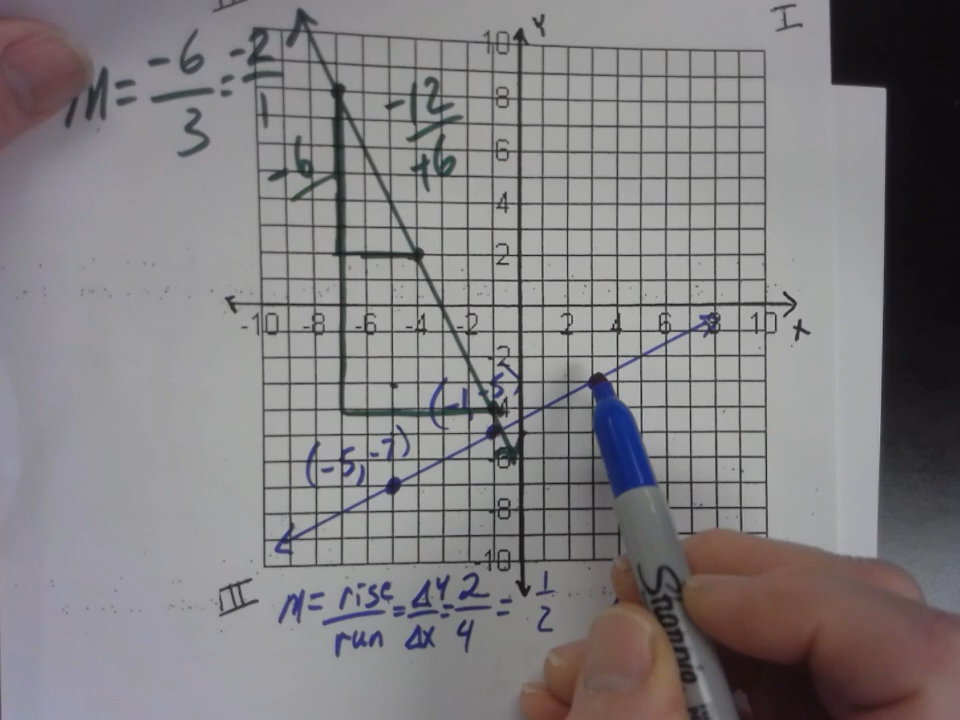 I
10 Y
M = -6/3 = -2/1
-12/+6
8
-6
6
4
2
-10 -8 -6 -4 -2 2 4 6 8 10 X
-2
(-1, -5)
-4
(-5, -7)
-6
-8
-10
III
M = rise/run = ΔY/Δx = 2/4 = 1/2
Sharpie